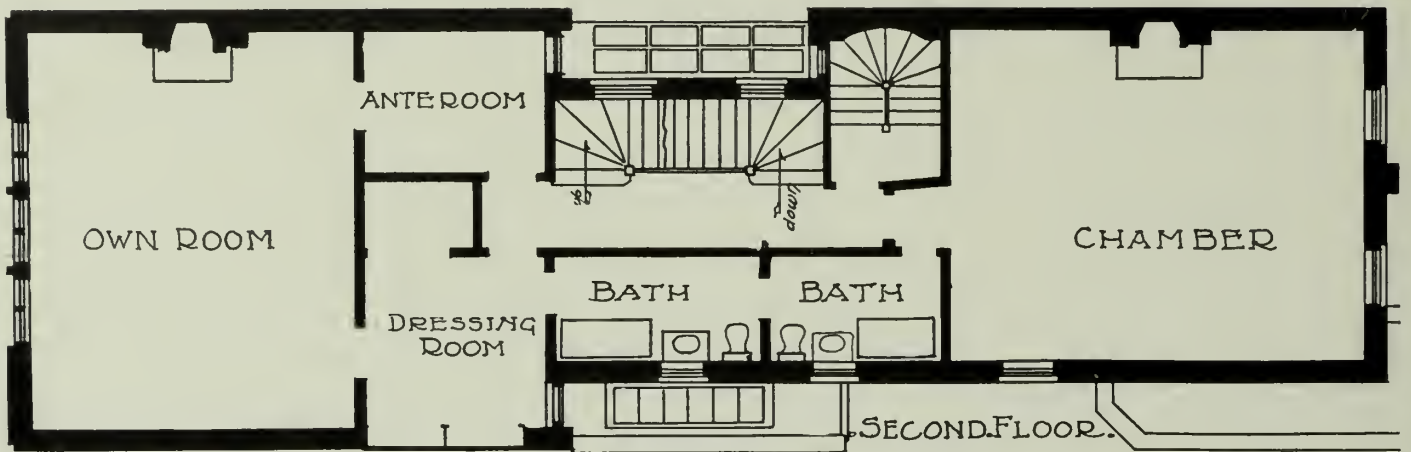 ANTEROOM
OWN ROOM
up
down
CHAMBER
BATH
BATH
DRESSING
ROOM
SECOND.FLOOR.